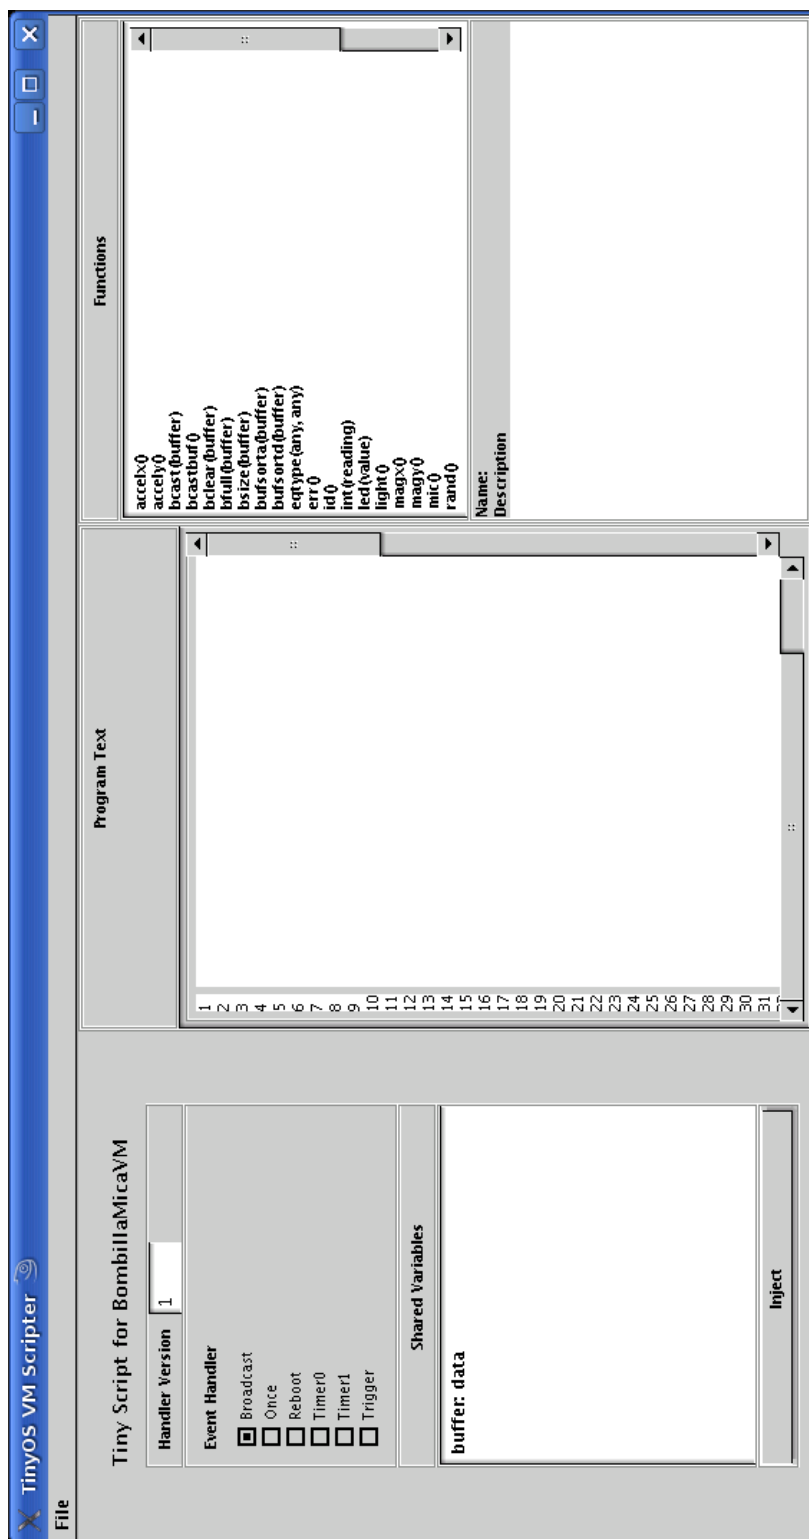 TinyOS VM Scripter
File
Tiny Script for BombillaMicaVM
Handler Version
1
Event Handler
Broadcast
Once
Reboot
Timer0
Timer1
Trigger
Shared Variables
buffer: data
Inject
Program Text
1
2
3
4
5
6
7
8
9
10
11
12
13
14
15
16
17
18
19
20
21
22
23
24
25
26
27
28
29
30
31
Functions
accelx()
accely()
bcast(buffer)
bcastbuf()
bclear(buffer)
bfull(buffer)
bsize(buffer)
bufsorta(buffer)
bufsortd(buffer)
eqtype(any, any)
err()
id()
int(reading)
led(value)
light()
magx()
magy()
mic()
rand()
Name:
Description